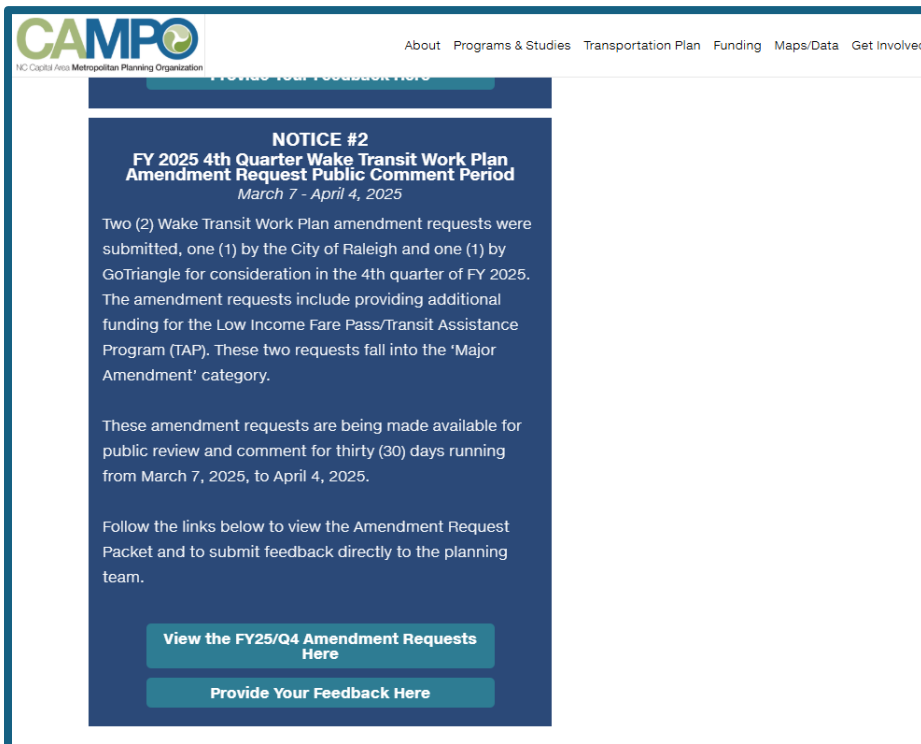 CAMPO
NC Capital Area Metropolitan Planning Organization
About Programs & Studies Transportation Plan Funding Maps/Data Get Involved
Provide Your Feedback Here
NOTICE #2
FY 2025 4th Quarter Wake Transit Work Plan
Amendment Request Public Comment Period
March 7 - April 4, 2025
Two (2) Wake Transit Work Plan amendment requests were
submitted, one (1) by the City of Raleigh and one (1) by
GoTriangle for consideration in the 4th quarter of FY 2025.
The amendment requests include providing additional
funding for the Low Income Fare Pass/Transit Assistance
Program (TAP). These two requests fall into the ‘Major
Amendment’ category.
These amendment requests are being made available for
public review and comment for thirty (30) days running
from March 7, 2025, to April 4, 2025.
Follow the links below to view the Amendment Request
Packet and to submit feedback directly to the planning
team.
View the FY25/Q4 Amendment Requests
Here
Provide Your Feedback Here